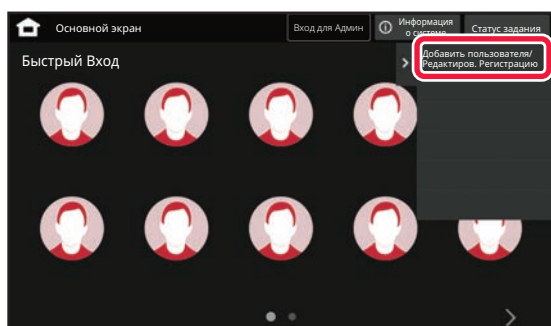 Основной экран
Вход для Админ
Информация
о системе
Статус задания
Быстрый Вход
Добавить пользователя/
Редактиров. Регистрацию